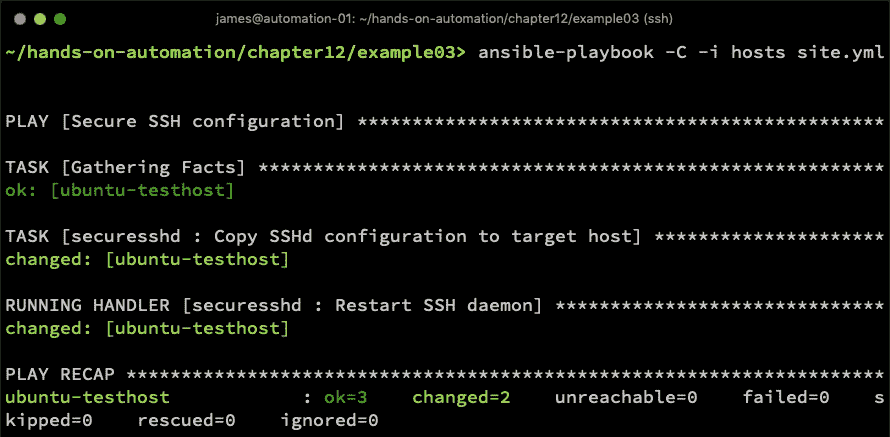 james@automation-01: ~/hands-on-automation/chapter12/example03 (ssh)
~/hands-on-automation/chapter12/example03> ansible-playbook -C -i hosts site.yml
PLAY [Secure SSH configuration] ************************************************
TASK [Gathering Facts] *********************************************************
ok: [ubuntu-testhost]
TASK [securesshd : Copy SSHd configuration to target host] *********************
changed: [ubuntu-testhost]
RUNNING HANDLER [securesshd : Restart SSH daemon] ******************************
changed: [ubuntu-testhost]
PLAY RECAP *********************************************************************
ubuntu-testhost            : ok=3    changed=2    unreachable=0    failed=0    s
kipped=0    rescued=0    ignored=0